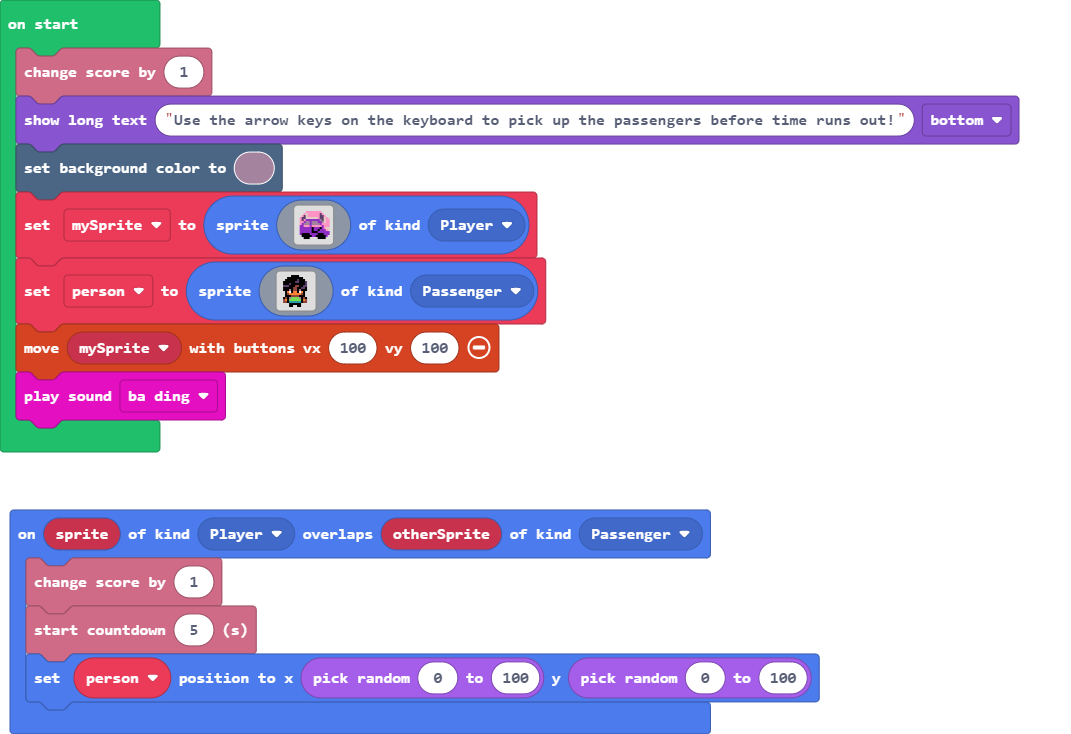 on start
change score by 1
show long text "Use the arrow keys on the keyboard to pick up the passengers before time runs out!" bottom
set background color to
set mySprite to sprite of kind Player
set person to sprite of kind Passenger
move mySprite with buttons vx 100 vy 100
play sound ba ding
on sprite of kind Player overlaps otherSprite of kind Passenger
change score by 1
start countdown 5 (s)
set person position to x pick random 0 to 100 y pick random 0 to 100